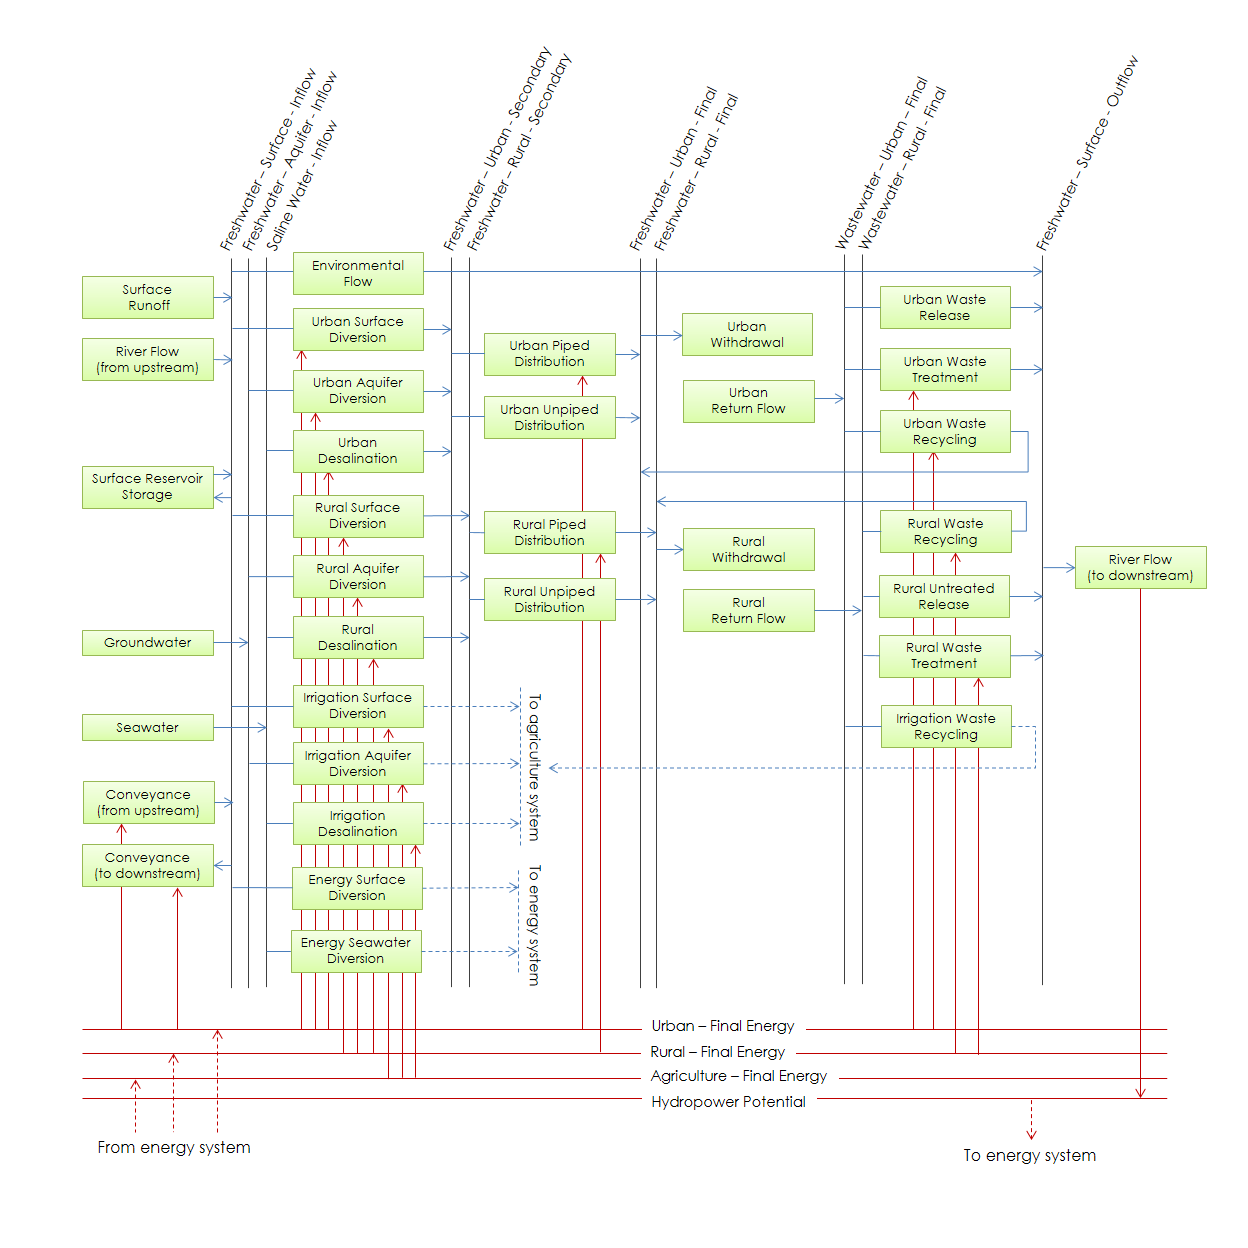 Freshwater – Surface - Inflow
Freshwater – Aquifer - Inflow
Saline Water - Inflow
Freshwater – Urban - Secondary
Freshwater – Rural - Secondary
Freshwater – Urban - Final
Freshwater – Rural - Final
Wastewater – Urban – Final
Wastewater – Rural - Final
Freshwater – Surface - Outflow
Surface
Runoff
River Flow
(from upstream)
Surface Reservoir
Storage
Groundwater
Seawater
Conveyance
(from upstream)
Conveyance
(to downstream)
Environmental
Flow
Urban Surface
Diversion
Urban Aquifer
Diversion
Urban
Desalination
Rural Surface
Diversion
Rural Aquifer
Diversion
Rural
Desalination
Irrigation Surface
Diversion
Irrigation Aquifer
Diversion
Irrigation
Desalination
Energy Surface
Diversion
Energy Seawater
Diversion
Urban Piped
Distribution
Urban Unpiped
Distribution
Rural Piped
Distribution
Rural Unpiped
Distribution
To agriculture system
To energy system
Urban
Withdrawal
Urban
Return Flow
Rural
Withdrawal
Rural
Return Flow
Urban Waste
Release
Urban Waste
Treatment
Urban Waste
Recycling
Rural Waste
Recycling
Rural Untreated
Release
Rural Waste
Treatment
Irrigation Waste
Recycling
River Flow
(to downstream)
Urban – Final Energy
Rural – Final Energy
Agriculture – Final Energy
Hydropower Potential
From energy system
To energy system